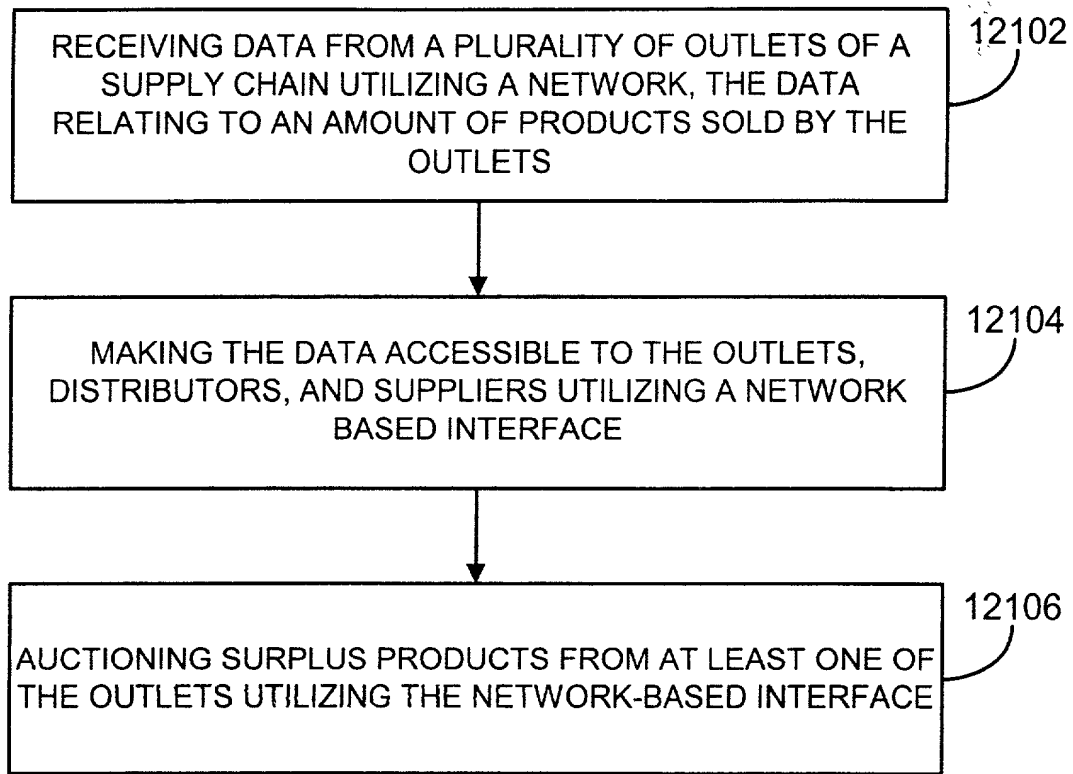 12102
RECEIVING DATA FROM A PLURALITY OF OUTLETS OF A
SUPPLY CHAIN UTILIZING A NETWORK, THE DATA
RELATING TO AN AMOUNT OF PRODUCTS SOLD BY THE
OUTLETS
12104
MAKING THE DATA ACCESSIBLE TO THE OUTLETS,
DISTRIBUTORS, AND SUPPLIERS UTILIZING A NETWORK
BASED INTERFACE
12106
AUCTIONING SURPLUS PRODUCTS FROM AT LEAST ONE OF
THE OUTLETS UTILIZING THE NETWORK-BASED INTERFACE